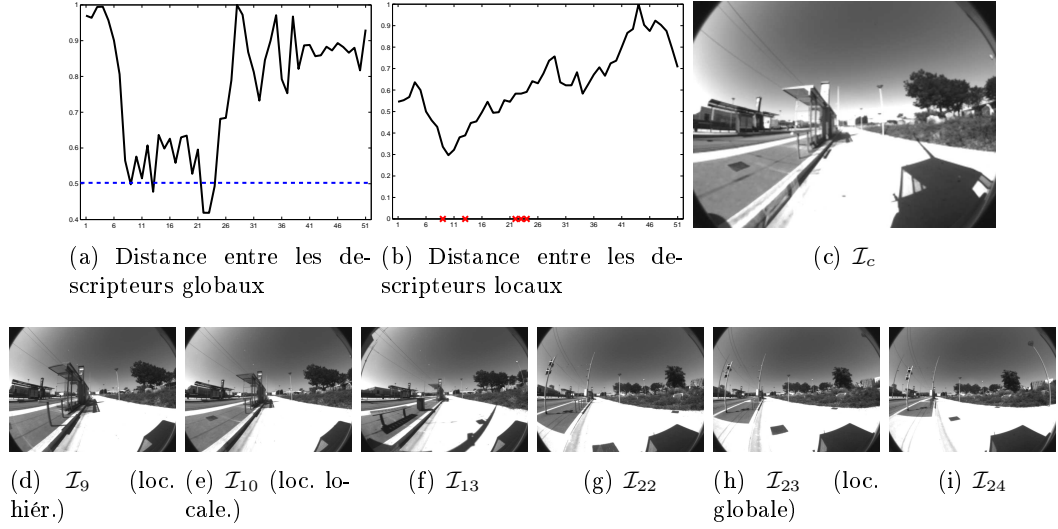 1
0.9
0.8
0.7
0.6
0.5
0.4
1 6 11 16 21 26 31 36 41 46 51
1
0.9
0.8
0.7
0.6
0.5
0.4
0.3
0.2
0.1
0
1 6 11 16 21 26 31 36 41 46 51
(a) Distance entre les de-
scripteurs globaux
(b) Distance entre les de-
scripteurs locaux
(c) I_c
(d) I_9 (loc.
hiér.)
(e) I_10 (loc. lo-
cale.)
(f) I_13
(g) I_22
(h) I_23 (loc.
globale)
(i) I_24